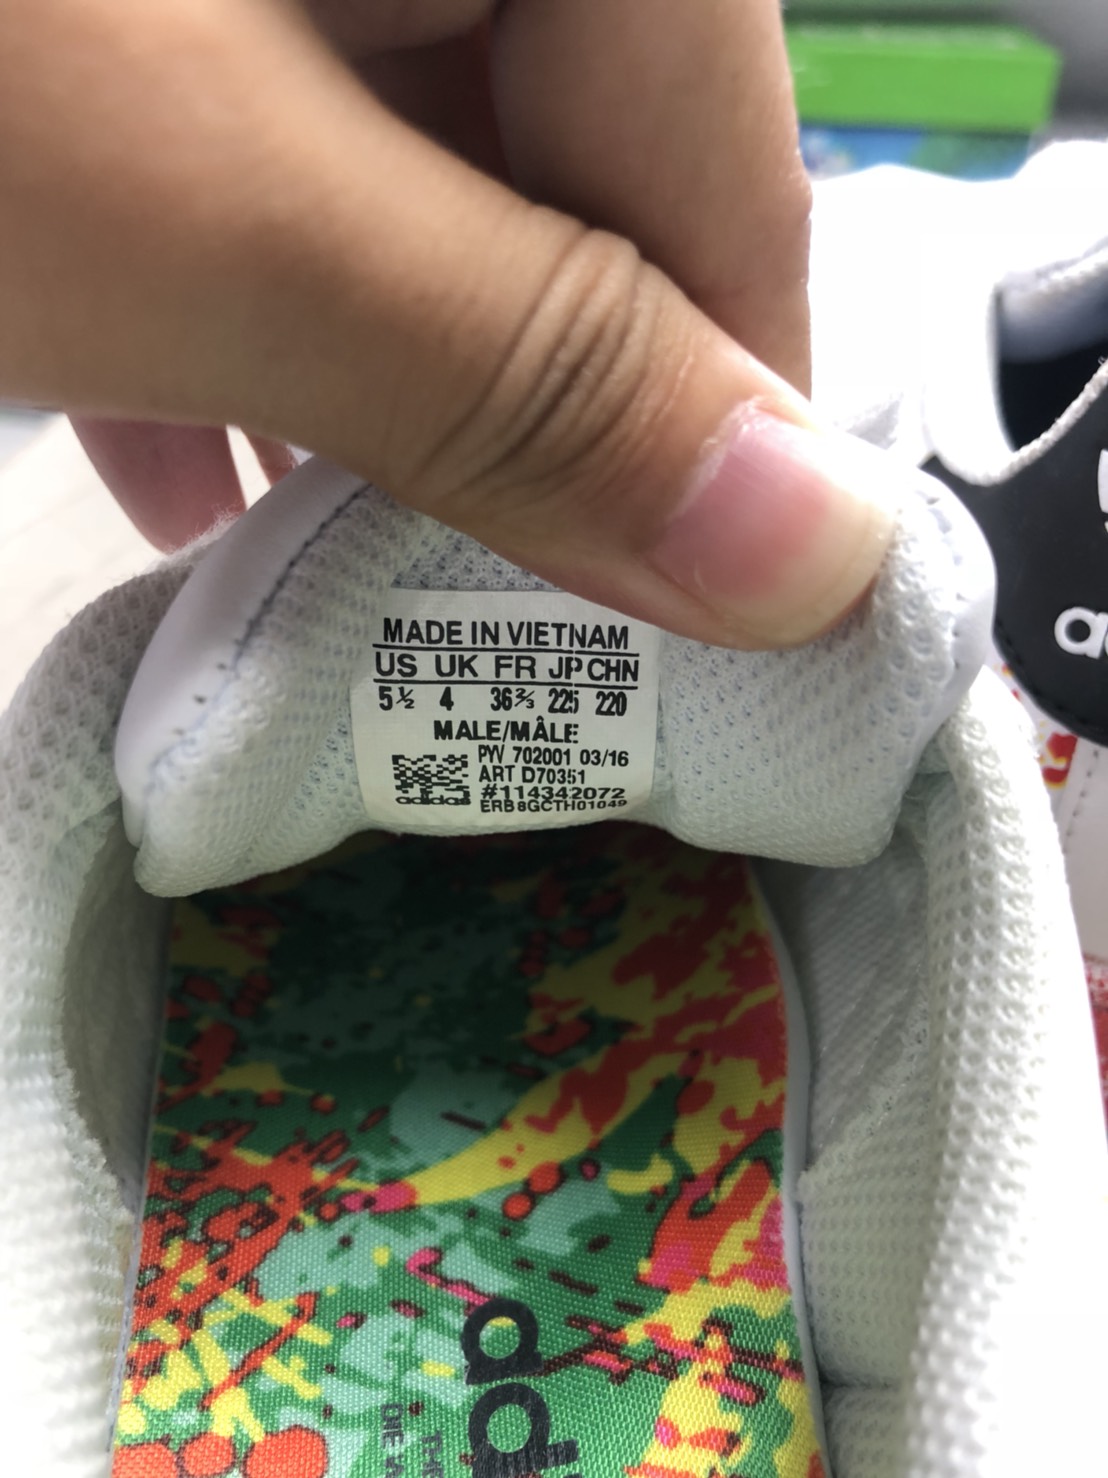 MADE IN VIETNAM
US UK FR JP CHN
5½ 4 36⅔ 225 220
MALE/MÂLE
PYV 702001 03/16
ART D70351
#114342072
adidas
ERB8GCTH01049